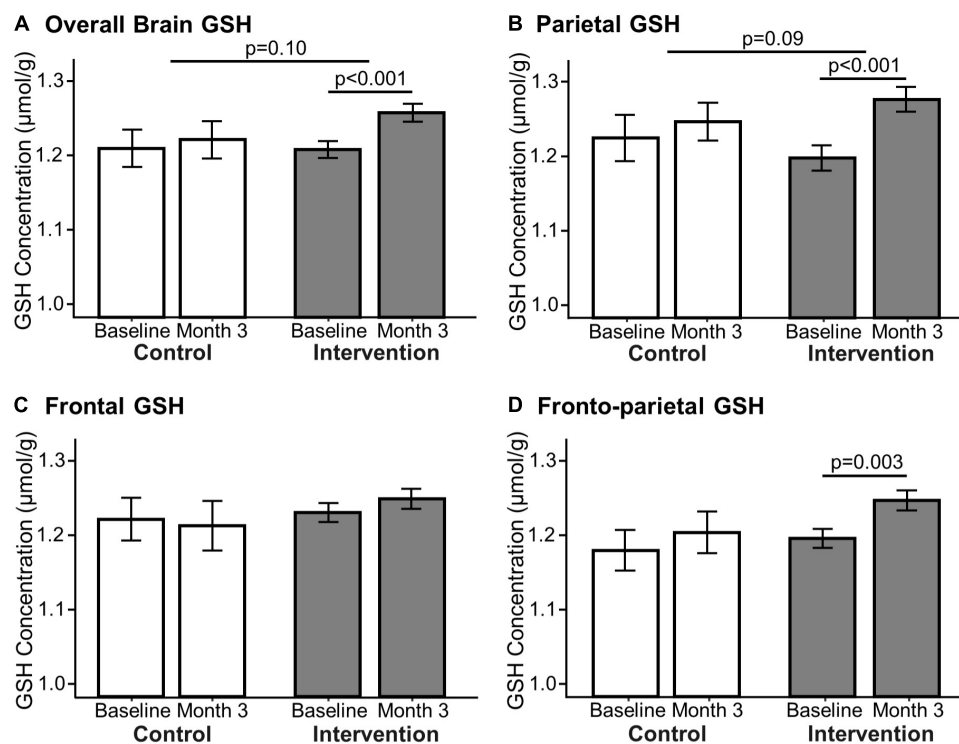 A Overall Brain GSH
p=0.10
p<0.001
GSH Concentration (μmol/g)
1.3
1.2
1.1
1.0
Baseline Month 3 Baseline Month 3
Control Intervention
B Parietal GSH
p=0.09
p<0.001
GSH Concentration (μmol/g)
1.3
1.2
1.1
1.0
Baseline Month 3 Baseline Month 3
Control Intervention
C Frontal GSH
GSH Concentration (μmol/g)
1.3
1.2
1.1
1.0
Baseline Month 3 Baseline Month 3
Control Intervention
D Fronto-parietal GSH
p=0.003
GSH Concentration (μmol/g)
1.3
1.2
1.1
1.0
Baseline Month 3 Baseline Month 3
Control Intervention